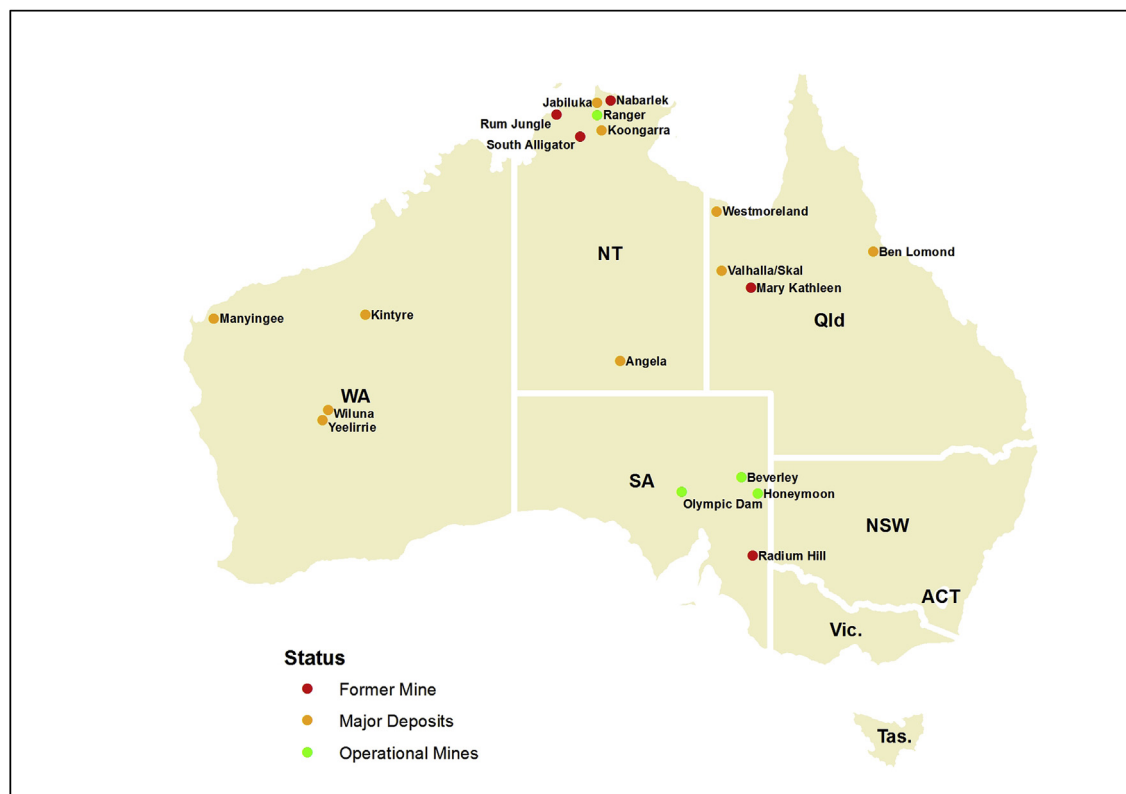 Jabiluka
Nabarlek
Rum Jungle
Ranger
Koongarra
South Alligator
Westmoreland
NT
Ben Lomond
Valhalla/Skal
Mary Kathleen
Manyingee
Kintyre
Qld
Angela
WA
Wiluna
Yeelirrie
SA
Beverley
Honeymoon
Olympic Dam
NSW
Radium Hill
ACT
Vic.
Status
Former Mine
Major Deposits
Operational Mines
Tas.